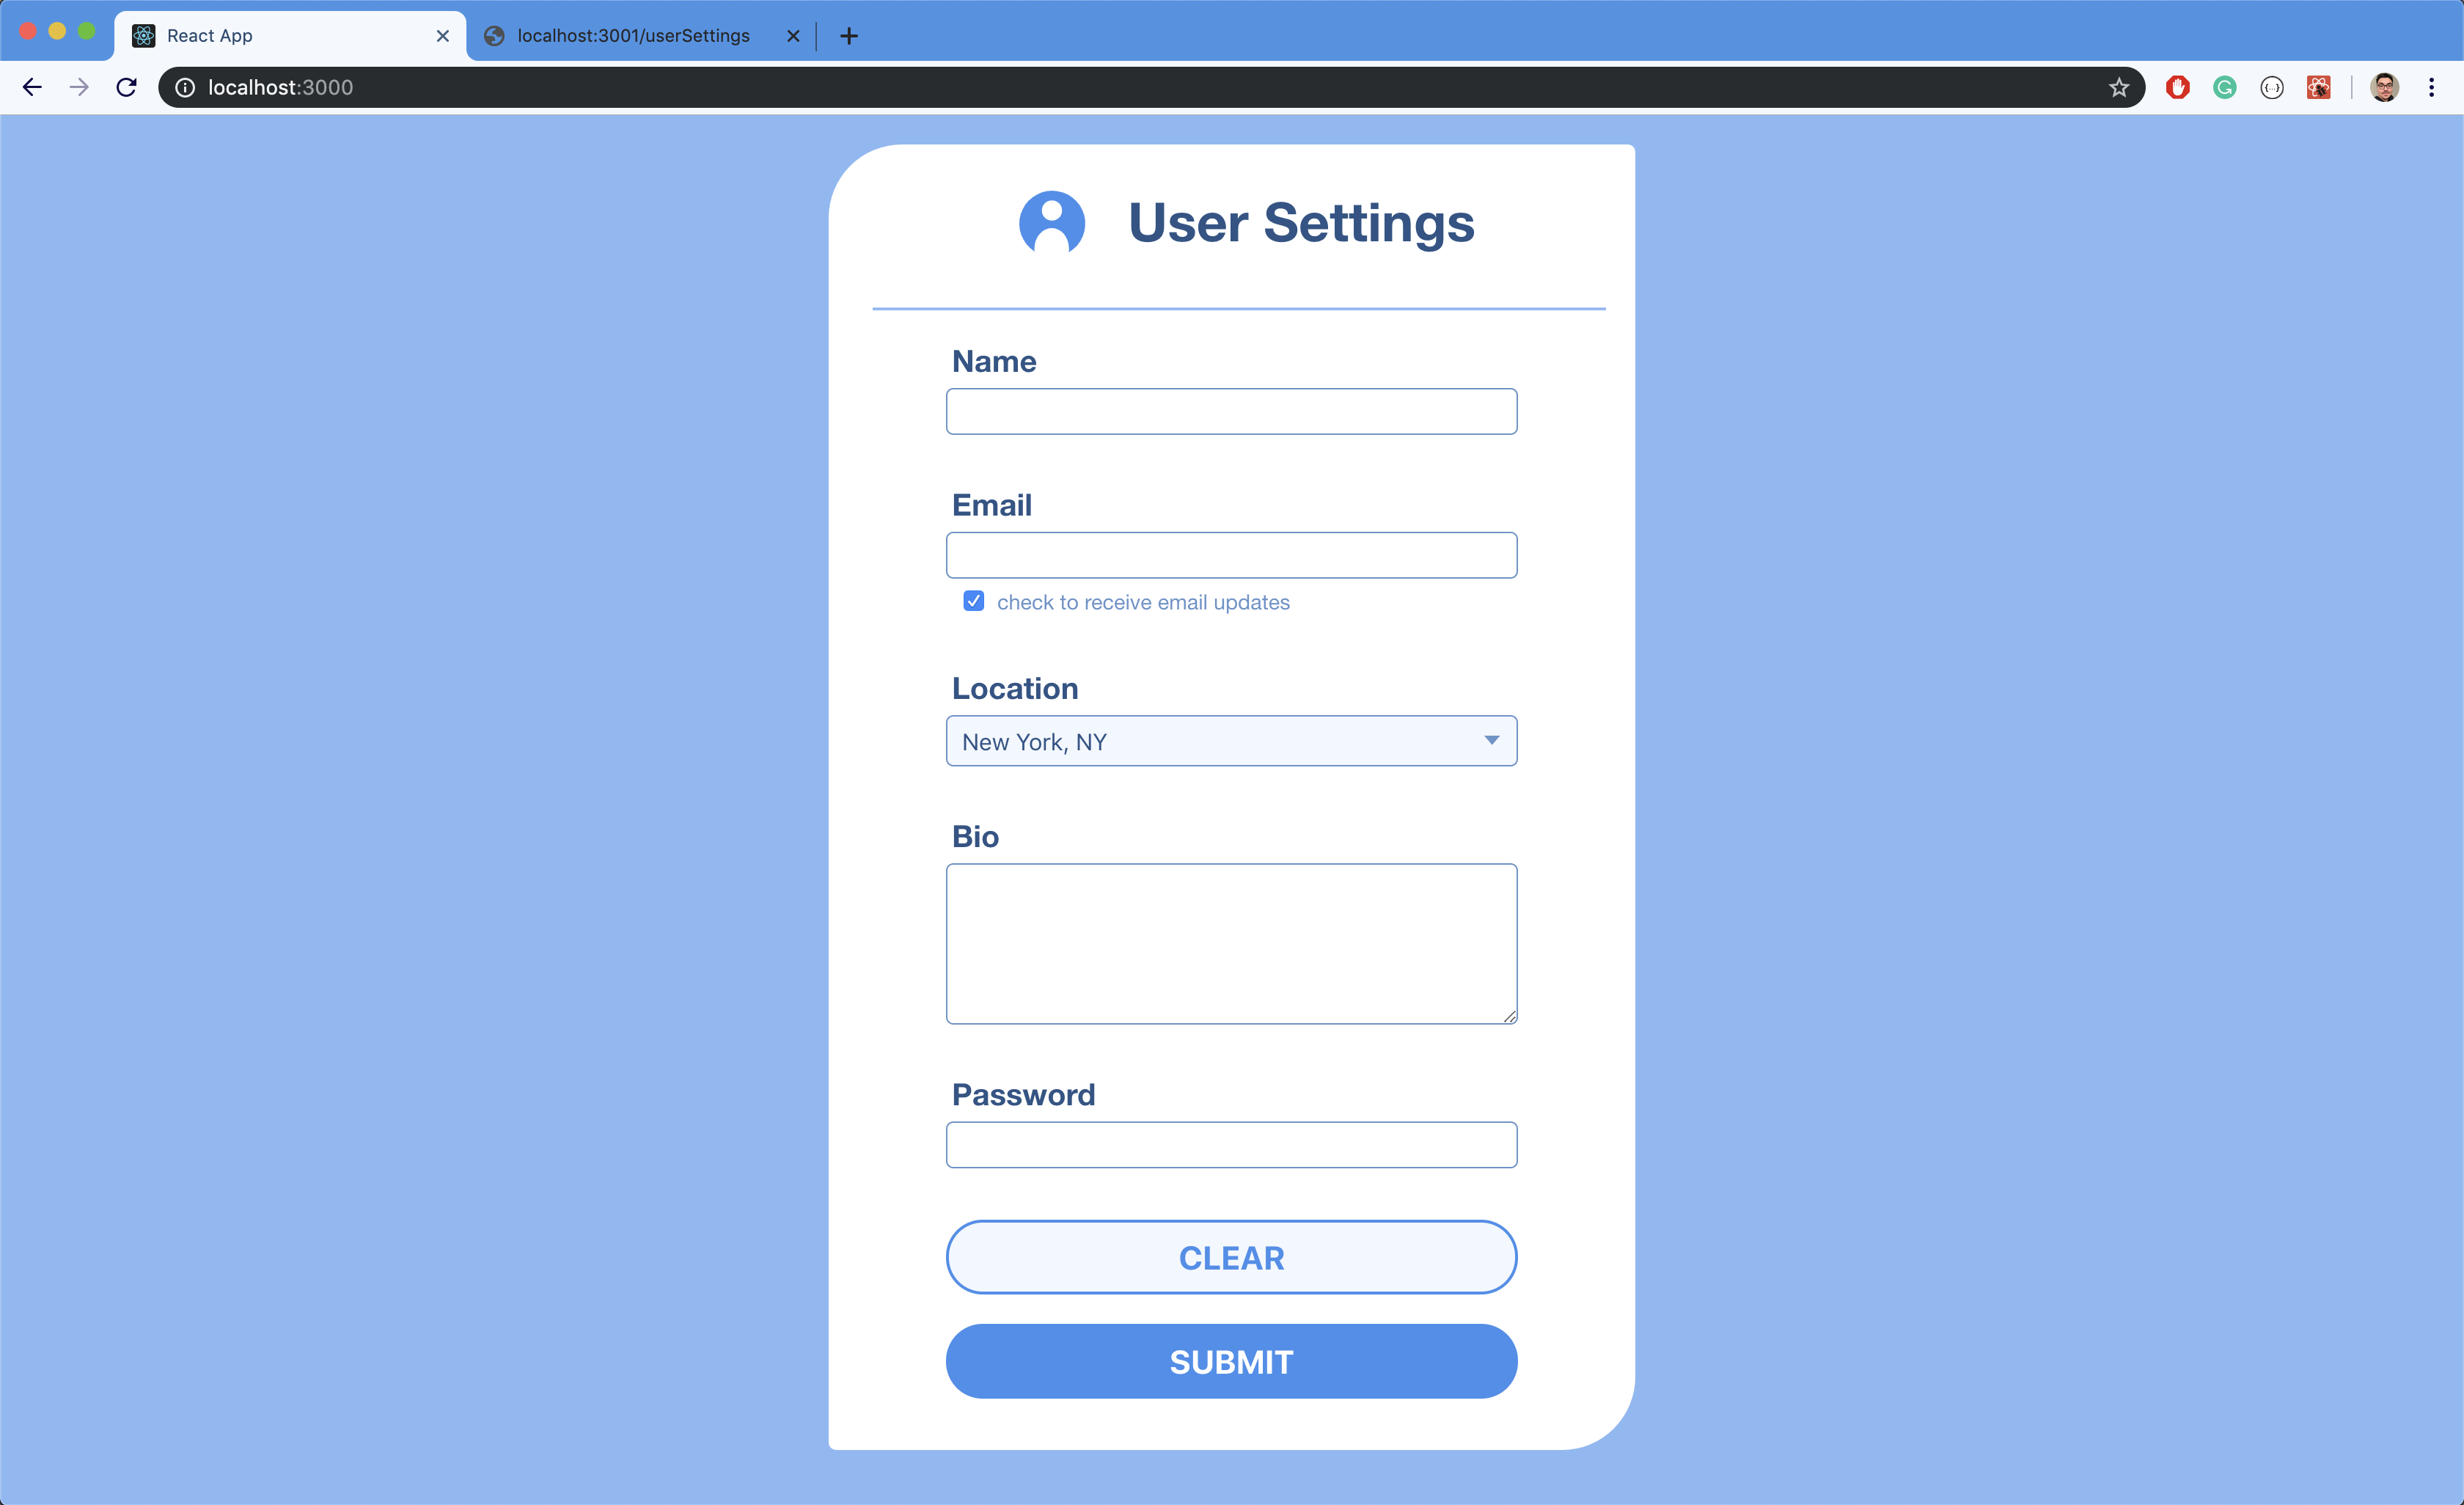 React App
localhost:3001/userSettings
localhost:3000
User Settings
Name
Email
check to receive email updates
Location
New York, NY
Bio
Password
CLEAR
SUBMIT